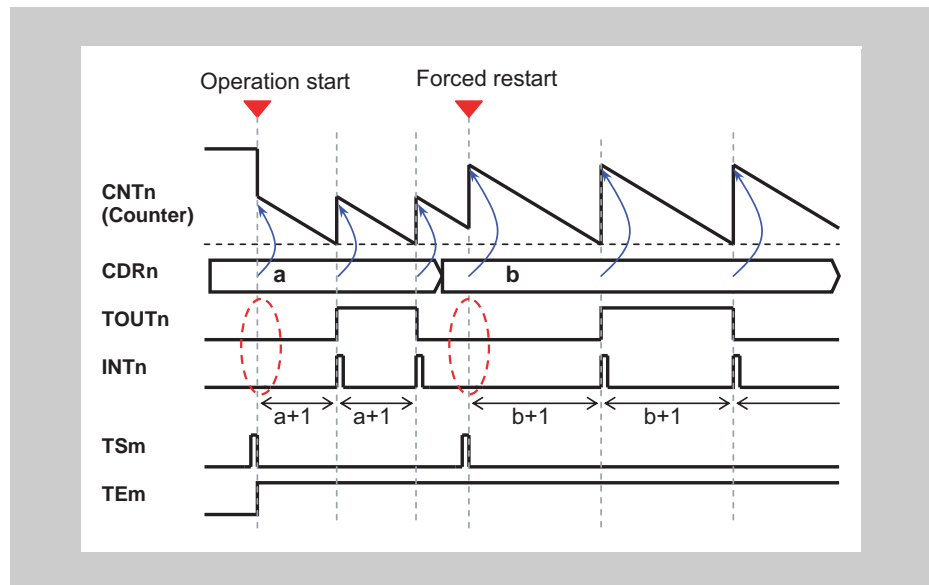 Operation start Forced restart
CNTn
(Counter)
CDRn a b
TOUTn
INTn
a+1 a+1 b+1 b+1
TSm
TEm